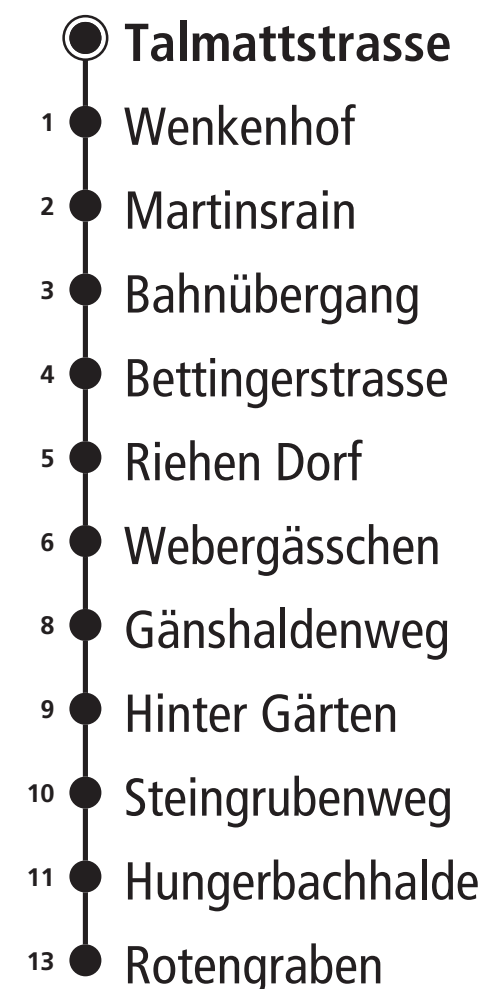 Talmattstrasse
1 Wenkenhof
2 Martinsrain
3 Bahnübergang
4 Bettingerstrasse
5 Riehen Dorf
6 Webergässchen
8 Gänshaldenweg
9 Hinter Gärten
10 Steingrubenweg
11 Hungerbachhalde
13 Rotengraben